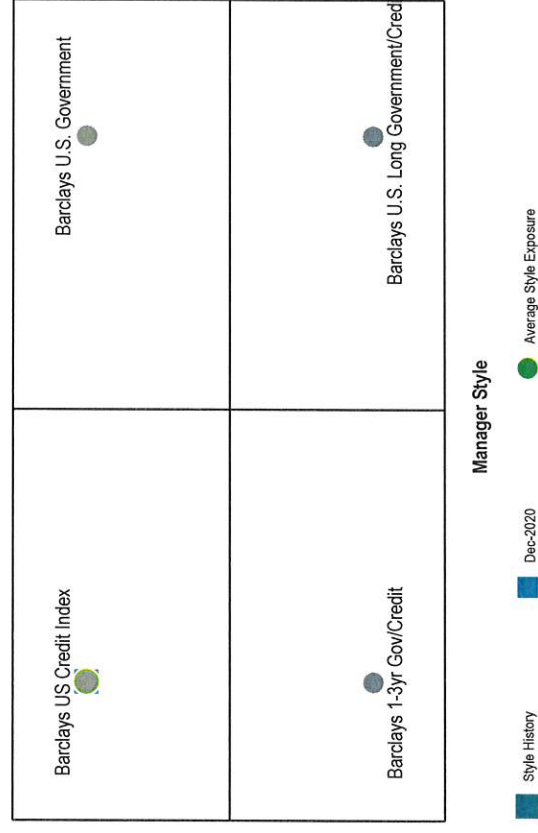 Barclays US Credit Index
Barclays U.S. Government
Barclays 1-3yr Gov/Credit
Barclays U.S. Long Government/Cred
Manager Style
Style History
Dec-2020
Average Style Exposure